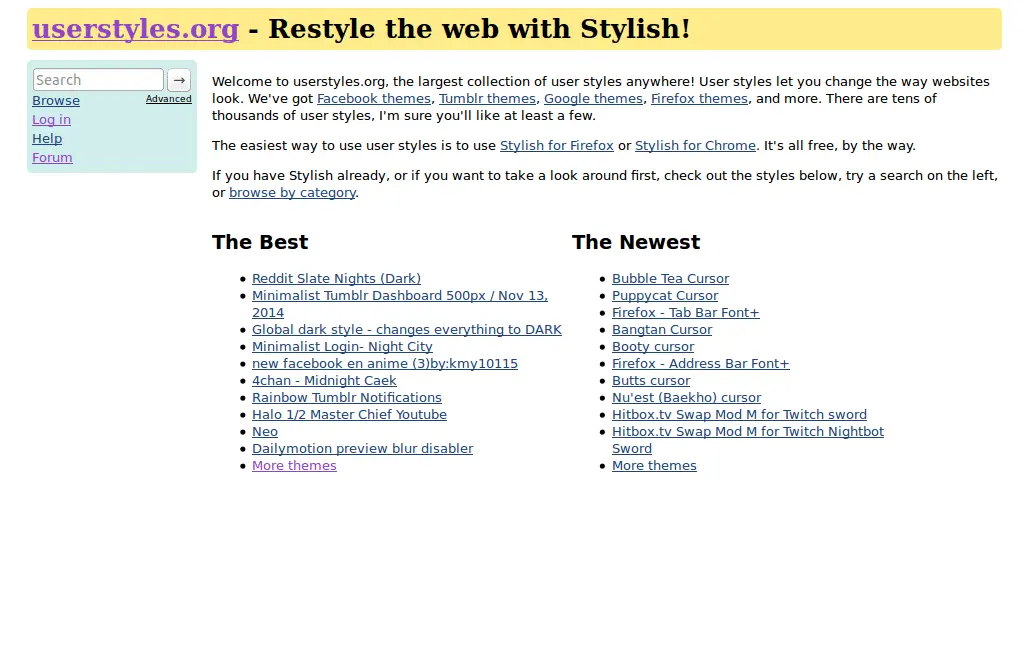 userstyles.org - Restyle the web with Stylish!
Search →
Browse Advanced
Log in
Help
Forum
Welcome to userstyles.org, the largest collection of user styles anywhere! User styles let you change the way websites
look. We've got Facebook themes, Tumblr themes, Google themes, Firefox themes, and more. There are tens of
thousands of user styles, I'm sure you'll like at least a few.
The easiest way to use user styles is to use Stylish for Firefox or Stylish for Chrome. It's all free, by the way.
If you have Stylish already, or if you want to take a look around first, check out the styles below, try a search on the left,
or browse by category.
The Best
Reddit Slate Nights (Dark)
Minimalist Tumblr Dashboard 500px / Nov 13,
2014
Global dark style - changes everything to DARK
Minimalist Login- Night City
new facebook en anime (3)by:kmy10115
4chan - Midnight Caek
Rainbow Tumblr Notifications
Halo 1/2 Master Chief Youtube
Neo
Dailymotion preview blur disabler
More themes
The Newest
Bubble Tea Cursor
Puppycat Cursor
Firefox - Tab Bar Font+
Bangtan Cursor
Booty cursor
Firefox - Address Bar Font+
Butts cursor
Nu'est (Baekho) cursor
Hitbox.tv Swap Mod M for Twitch sword
Hitbox.tv Swap Mod M for Twitch Nightbot
Sword
More themes